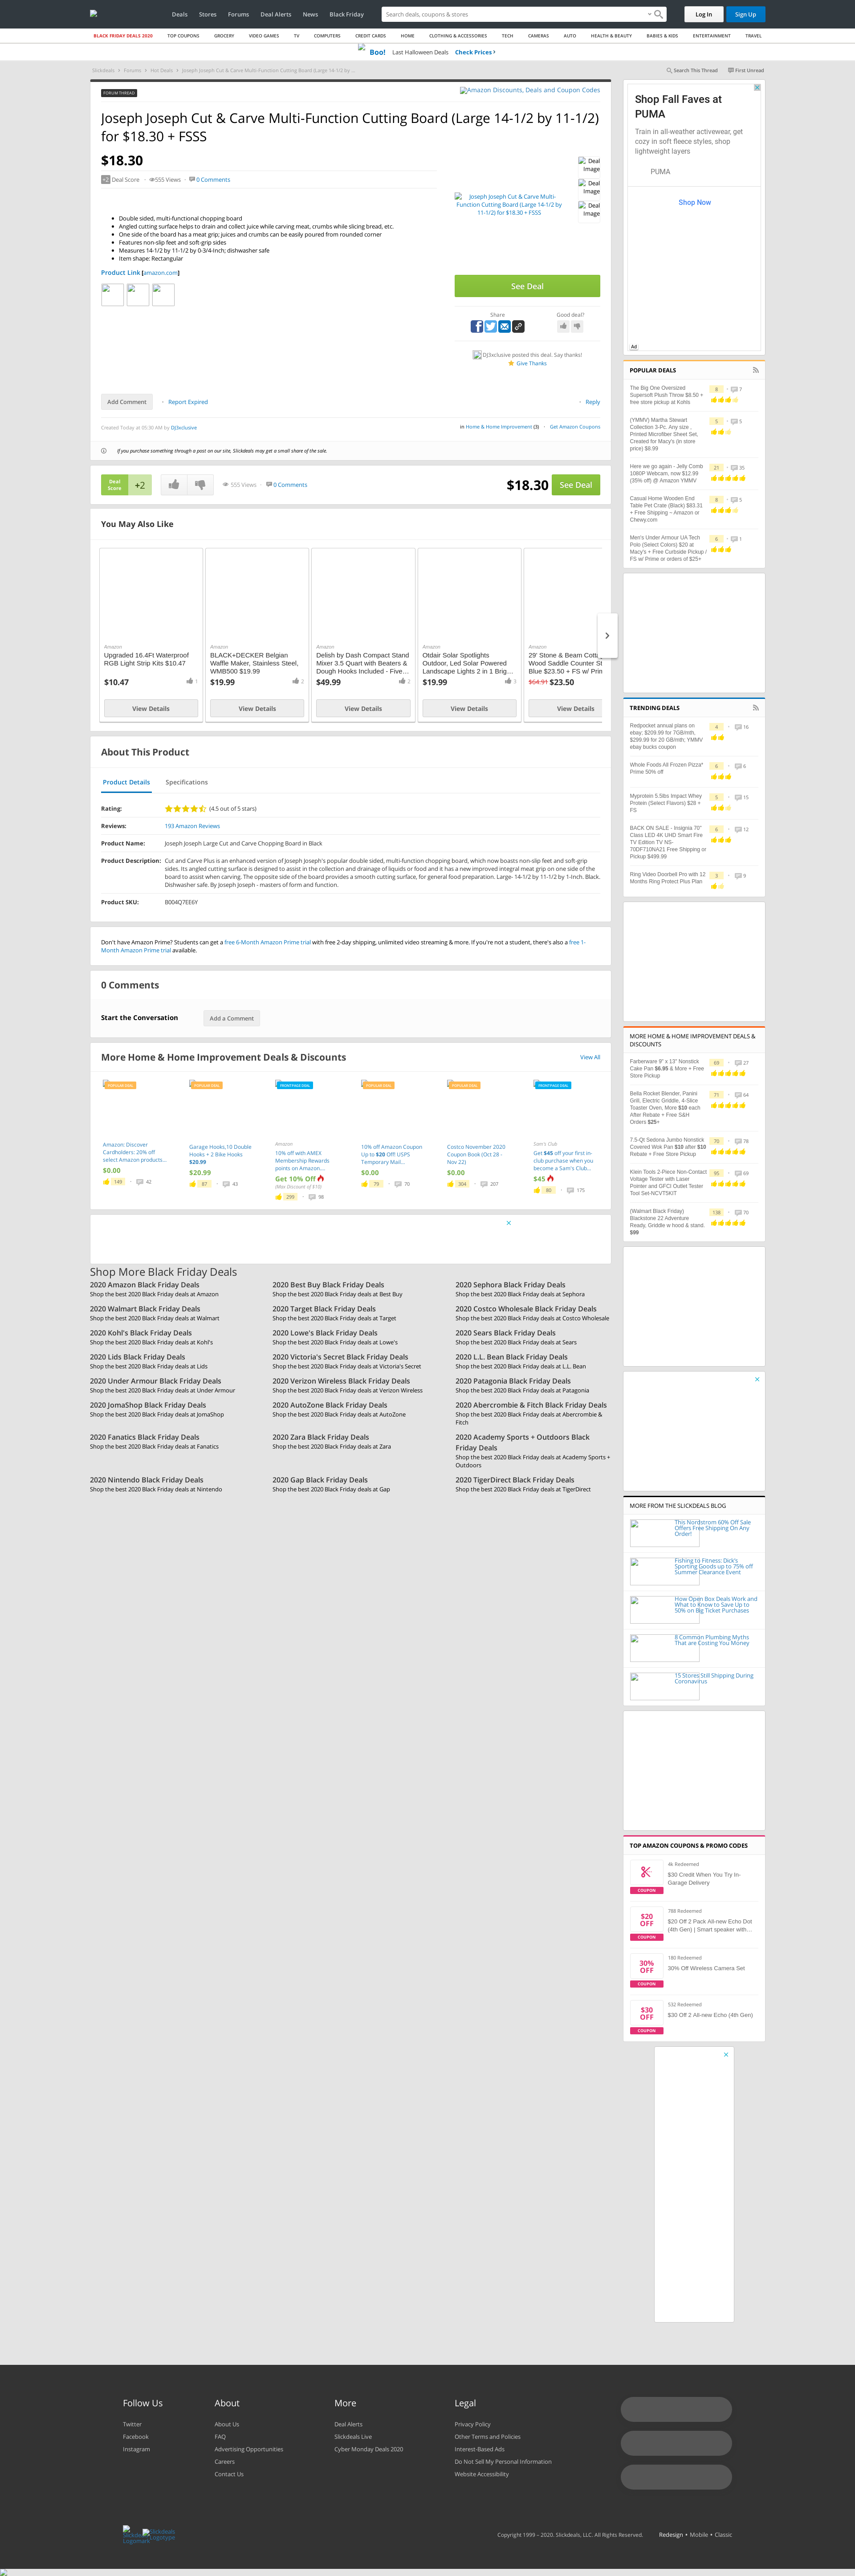 Deals
Stores
Forums
Deal Alerts
News
Black Friday
Search deals, coupons & stores
Log In
Sign Up
BLACK FRIDAY DEALS 2020
TOP COUPONS
GROCERY
VIDEO GAMES
TV
COMPUTERS
CREDIT CARDS
HOME
CLOTHING & ACCESSORIES
TECH
CAMERAS
AUTO
HEALTH & BEAUTY
BABIES & KIDS
ENTERTAINMENT
TRAVEL
Boo! Last Halloween Deals Check Prices ›
Slickdeals > Forums > Hot Deals > Joseph Joseph Cut & Carve Multi-Function Cutting Board (Large 14-1/2 by ...
Search This Thread
First Unread
FORUM THREAD
Amazon Discounts, Deals and Coupon Codes
Joseph Joseph Cut & Carve Multi-Function Cutting Board (Large 14-1/2 by 11-1/2)
for $18.30 + FSSS
$18.30
+2 Deal Score
555 Views
0 Comments
Double sided, multi-functional chopping board
Angled cutting surface helps to drain and collect juice while carving meat, crumbs while slicing bread, etc.
One side of the board has a meat grip; juices and crumbs can be easily poured from rounded corner
Features non-slip feet and soft-grip sides
Measures 14-1/2 by 11-1/2 by 0-3/4-Inch; dishwasher safe
Item shape: Rectangular
Product Link [amazon.com]
Joseph Joseph Cut & Carve Multi-
Function Cutting Board (Large 14-1/2 by
11-1/2) for $18.30 + FSSS
Deal
Image
Deal
Image
Deal
Image
See Deal
Share
Good deal?
DJ3xclusive posted this deal. Say thanks!
Give Thanks
Add Comment
Report Expired
Reply
Created Today at 05:30 AM by DJ3xclusive
in Home & Home Improvement (3)
Get Amazon Coupons
If you purchase something through a post on our site, Slickdeals may get a small share of the sale.
Deal
Score
+2
555 Views
0 Comments
$18.30
See Deal
You May Also Like
Amazon
Upgraded 16.4Ft Waterproof
RGB Light Strip Kits $10.47
$10.47
1
View Details
Amazon
BLACK+DECKER Belgian
Waffle Maker, Stainless Steel,
WMB500 $19.99
$19.99
2
View Details
Amazon
Delish by Dash Compact Stand
Mixer 3.5 Quart with Beaters &
Dough Hooks Included - Five...
$49.99
2
View Details
Amazon
Otdair Solar Spotlights
Outdoor, Led Solar Powered
Landscape Lights 2 in 1 Brig...
$19.99
3
View Details
Amazon
29' Stone & Beam Cotta
Wood Saddle Counter St
Blue $23.50 + FS w/ Prin
$64.91 $23.50
View Details
About This Product
Product Details
Specifications
Rating:
(4.5 out of 5 stars)
Reviews:
193 Amazon Reviews
Product Name:
Joseph Joseph Large Cut and Carve Chopping Board in Black
Product Description:
Cut and Carve Plus is an enhanced version of Joseph Joseph's popular double sided, multi-function chopping board, which now boasts non-slip feet and soft-grip
sides. Its angled cutting surface is designed to assist in the collection and drainage of liquid and it has a new improved integral meat grip on one side of the
board to assist when carving. The opposite side of the board provides a smooth cutting surface, for general food preparation. Large- 14-1/2 by 11-1/2 by 1-Inch. Black.
Dishwasher safe. By Joseph Joseph - masters of form and function.
Product SKU:
B004Q7EE6Y
Don't have Amazon Prime? Students can get a free 6-Month Amazon Prime trial with free 2-day shipping, unlimited video streaming & more. If you're not a student, there's also a free 1-
Month Amazon Prime trial available.
0 Comments
Start the Conversation
Add a Comment
More Home & Home Improvement Deals & Discounts
View All
POPULAR DEAL
Amazon: Discover
Cardholders: 20% off
select Amazon products...
$0.00
149
42
POPULAR DEAL
Garage Hooks,10 Double
Hooks + 2 Bike Hooks
$20.99
$20.99
87
43
FRONTPAGE DEAL
Amazon
10% off with AMEX
Membership Rewards
points on Amazon....
Get 10% Off
(Max Discount of $10)
299
98
POPULAR DEAL
10% off Amazon Coupon
Up to $20 Off! USPS
Temporary Mail...
$0.00
79
70
POPULAR DEAL
Costco November 2020
Coupon Book (Oct 28 -
Nov 22)
$0.00
304
207
FRONTPAGE DEAL
Sam's Club
Get $45 off your first in-
club purchase when you
become a Sam's Club...
$45
80
175
Shop More Black Friday Deals
2020 Amazon Black Friday Deals
Shop the best 2020 Black Friday deals at Amazon
2020 Best Buy Black Friday Deals
Shop the best 2020 Black Friday deals at Best Buy
2020 Sephora Black Friday Deals
Shop the best 2020 Black Friday deals at Sephora
2020 Walmart Black Friday Deals
Shop the best 2020 Black Friday deals at Walmart
2020 Target Black Friday Deals
Shop the best 2020 Black Friday deals at Target
2020 Costco Wholesale Black Friday Deals
Shop the best 2020 Black Friday deals at Costco Wholesale
2020 Kohl's Black Friday Deals
Shop the best 2020 Black Friday deals at Kohl's
2020 Lowe's Black Friday Deals
Shop the best 2020 Black Friday deals at Lowe's
2020 Sears Black Friday Deals
Shop the best 2020 Black Friday deals at Sears
2020 Lids Black Friday Deals
Shop the best 2020 Black Friday deals at Lids
2020 Victoria's Secret Black Friday Deals
Shop the best 2020 Black Friday deals at Victoria's Secret
2020 L.L. Bean Black Friday Deals
Shop the best 2020 Black Friday deals at L.L. Bean
2020 Under Armour Black Friday Deals
Shop the best 2020 Black Friday deals at Under Armour
2020 Verizon Wireless Black Friday Deals
Shop the best 2020 Black Friday deals at Verizon Wireless
2020 Patagonia Black Friday Deals
Shop the best 2020 Black Friday deals at Patagonia
2020 JomaShop Black Friday Deals
Shop the best 2020 Black Friday deals at JomaShop
2020 AutoZone Black Friday Deals
Shop the best 2020 Black Friday deals at AutoZone
2020 Abercrombie & Fitch Black Friday Deals
Shop the best 2020 Black Friday deals at Abercrombie &
Fitch
2020 Fanatics Black Friday Deals
Shop the best 2020 Black Friday deals at Fanatics
2020 Zara Black Friday Deals
Shop the best 2020 Black Friday deals at Zara
2020 Academy Sports + Outdoors Black
Friday Deals
Shop the best 2020 Black Friday deals at Academy Sports +
Outdoors
2020 Nintendo Black Friday Deals
Shop the best 2020 Black Friday deals at Nintendo
2020 Gap Black Friday Deals
Shop the best 2020 Black Friday deals at Gap
2020 TigerDirect Black Friday Deals
Shop the best 2020 Black Friday deals at TigerDirect
Shop Fall Faves at
PUMA
Train in all-weather activewear, get
cozy in soft fleece styles, shop
lightweight layers
PUMA
Shop Now
Ad
POPULAR DEALS
The Big One Oversized
Supersoft Plush Throw $8.50 +
free store pickup at Kohls
8
7
(YMMV) Martha Stewart
Collection 3-Pc. Any size ,
Printed Microfiber Sheet Set,
Created for Macy's (in store
price) $8.99
5
5
Here we go again - Jelly Comb
1080P Webcam, now $12.99
(35% off) @ Amazon YMMV
21
35
Casual Home Wooden End
Table Pet Crate (Black) $83.31
+ Free Shipping ~ Amazon or
Chewy.com
8
5
Men's Under Armour UA Tech
Polo (Select Colors) $20 at
Macy's + Free Curbside Pickup /
FS w/ Prime or orders of $25+
6
1
TRENDING DEALS
Redpocket annual plans on
ebay: $209.99 for 7GB/mth,
$299.99 for 20 GB/mth, YMMV
ebay bucks coupon
4
16
Whole Foods All Frozen Pizza*
Prime 50% off
6
6
Myprotein 5.5lbs Impact Whey
Protein (Select Flavors) $28 +
FS
5
15
BACK ON SALE - Insignia 70"
Class LED 4K UHD Smart Fire
TV Edition TV NS-
70DF710NA21 Free Shipping or
Pickup $499.99
6
12
Ring Video Doorbell Pro with 12
Months Ring Protect Plus Plan
3
9
MORE HOME & HOME IMPROVEMENT DEALS &
DISCOUNTS
Farberware 9" x 13" Nonstick
Cake Pan $6.95 & More + Free
Store Pickup
69
27
Bella Rocket Blender, Panini
Grill, Electric Griddle, 4-Slice
Toaster Oven, More $10 each
After Rebate + Free S&H
Orders $25+
71
64
7.5-Qt Sedona Jumbo Nonstick
Covered Wok Pan $10 after $10
Rebate + Free Store Pickup
70
78
Klein Tools 2-Piece Non-Contact
Voltage Tester with Laser
Pointer and GFCI Outlet Tester
Tool Set-NCVT5KIT
95
69
(Walmart Black Friday)
Blackstone 22 Adventure
Ready, Griddle w hood & stand.
$99
138
70
MORE FROM THE SLICKDEALS BLOG
This Nordstrom 60% Off Sale
Offers Free Shipping On Any
Order!
Fishing to Fitness: Dick's
Sporting Goods up to 75% off
Summer Clearance Event
How Open Box Deals Work and
What to Know to Save Up to
50% on Big Ticket Purchases
8 Common Plumbing Myths
That are Costing You Money
15 Stores Still Shipping During
Coronavirus
TOP AMAZON COUPONS & PROMO CODES
COUPON
4k Redeemed
$30 Credit When You Try In-
Garage Delivery
$20
OFF
COUPON
788 Redeemed
$20 Off 2 Pack All-new Echo Dot
(4th Gen) | Smart speaker with...
30%
OFF
COUPON
180 Redeemed
30% Off Wireless Camera Set
$30
OFF
COUPON
532 Redeemed
$30 Off 2 All-new Echo (4th Gen)
Follow Us
Twitter
Facebook
Instagram
About
About Us
FAQ
Advertising Opportunities
Careers
Contact Us
More
Deal Alerts
Slickdeals Live
Cyber Monday Deals 2020
Legal
Privacy Policy
Other Terms and Policies
Interest-Based Ads
Do Not Sell My Personal Information
Website Accessibility
Slickdeals
Logotype
Copyright 1999 – 2020. Slickdeals, LLC. All Rights Reserved.
Redesign • Mobile • Classic